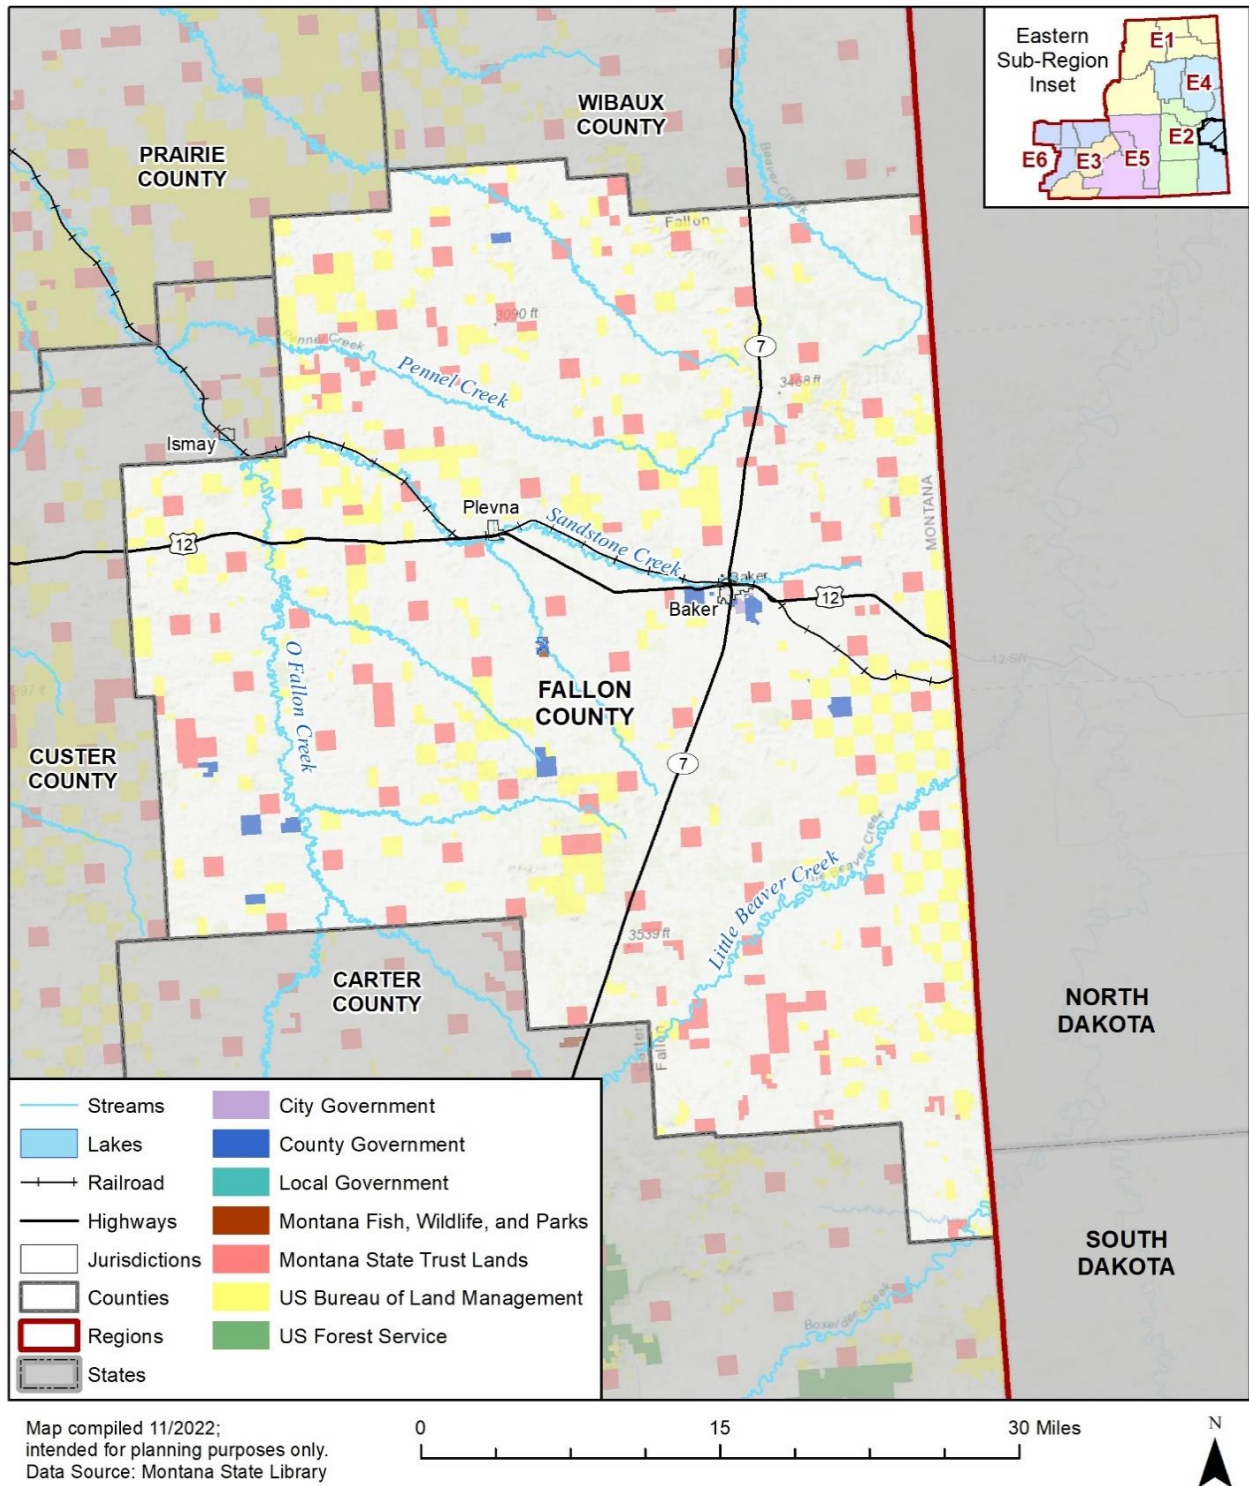 Eastern
Sub-Region
Inset
E1
E4
E2
E6
E3
E5
WIBAUX
COUNTY
PRAIRIE
COUNTY
Beaver Creek
Fallon
3090 ft
7
Pennel Creek
Pennel Creek
3468 ft
Ismay
MONTANA
Plevna
Sandstone Creek
12
Baker
Baker
12
12 SW
O Fallon Creek
FALLON
COUNTY
CUSTER
COUNTY
7
Little Beaver Creek
Beaver Creek
3539 ft
CARTER
COUNTY
Carter
Fallon
NORTH
DAKOTA
SOUTH
DAKOTA
Boxelder Creek
Streams
Lakes
Railroad
Highways
Jurisdictions
Counties
Regions
States
City Government
County Government
Local Government
Montana Fish, Wildlife, and Parks
Montana State Trust Lands
US Bureau of Land Management
US Forest Service
Map compiled 11/2022;
intended for planning purposes only.
Data Source: Montana State Library
0 15 30 Miles
N